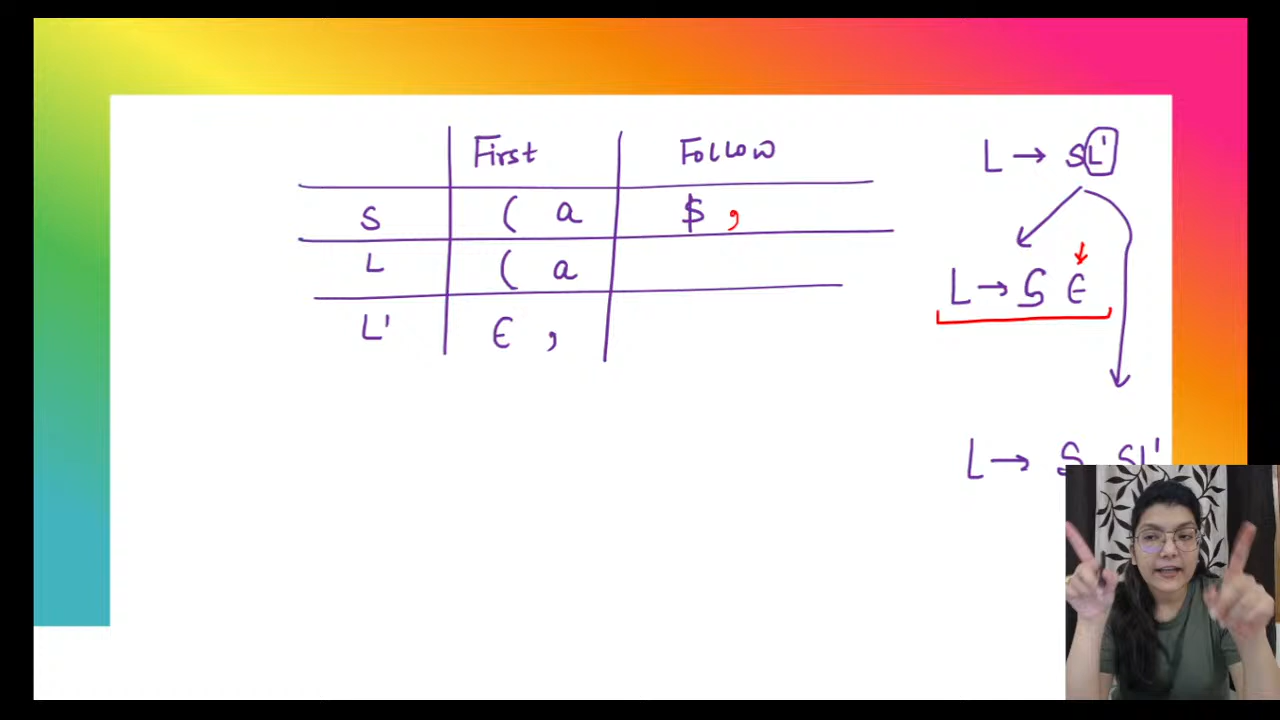 First Follow
S ( a $ ,
L ( a
L' ϵ ,
L → SL'
L → S ϵ
L → S SL'